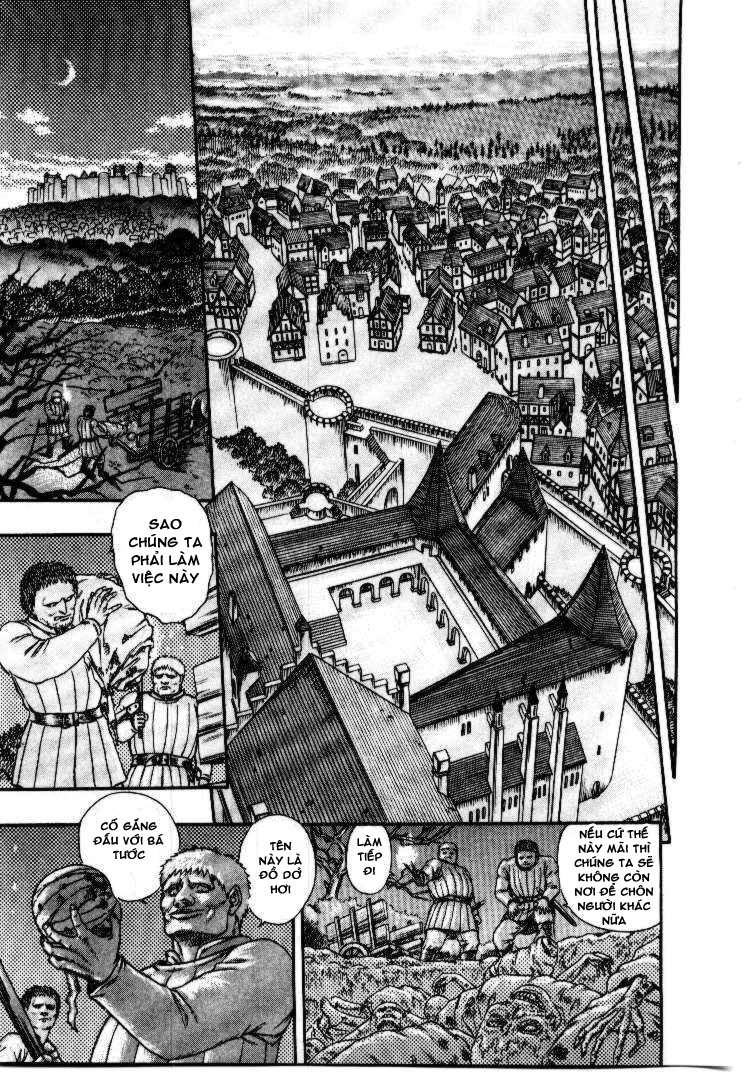 SAO
CHÚNG TA
PHẢI LÀM
VIỆC NÀY
NẾU CỨ THẾ
NÀY MÃI THÌ
CHÚNG TA SẼ
KHÔNG CÒN
NƠI ĐỂ CHÔN
NGƯỜI KHÁC
NỮA
LÀM
TIẾP
ĐI
TÊN
NÀY LÀ
ĐỒ DỞ
HƠI
CỐ GẮNG
ĐẤU VỚI BÁ
TƯỚC